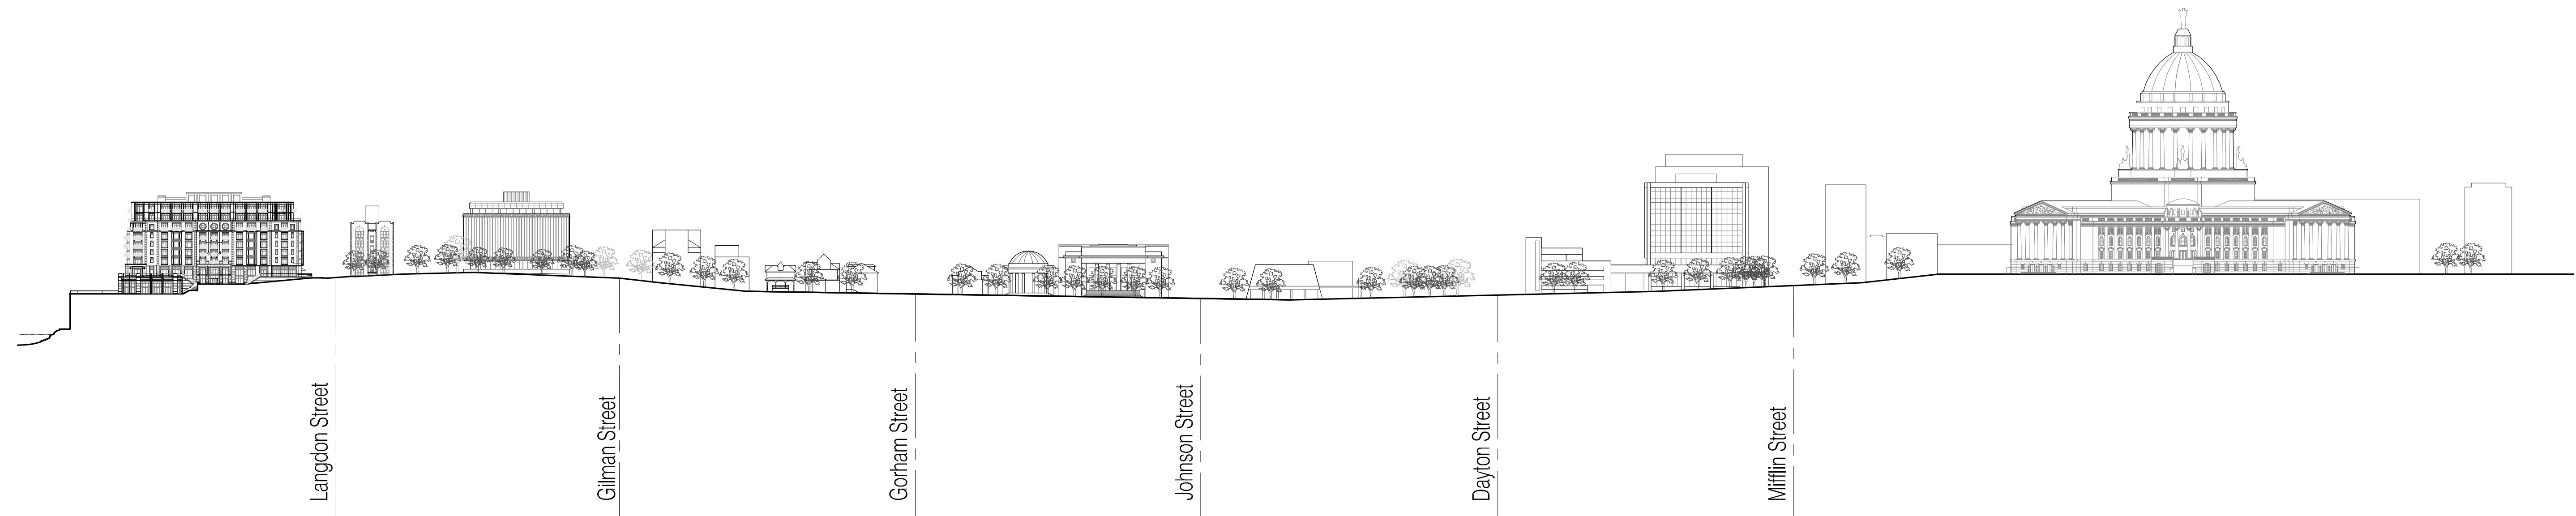 Langdon Street
Gilman Street
Gorham Street
Johnson Street
Dayton Street
Mifflin Street